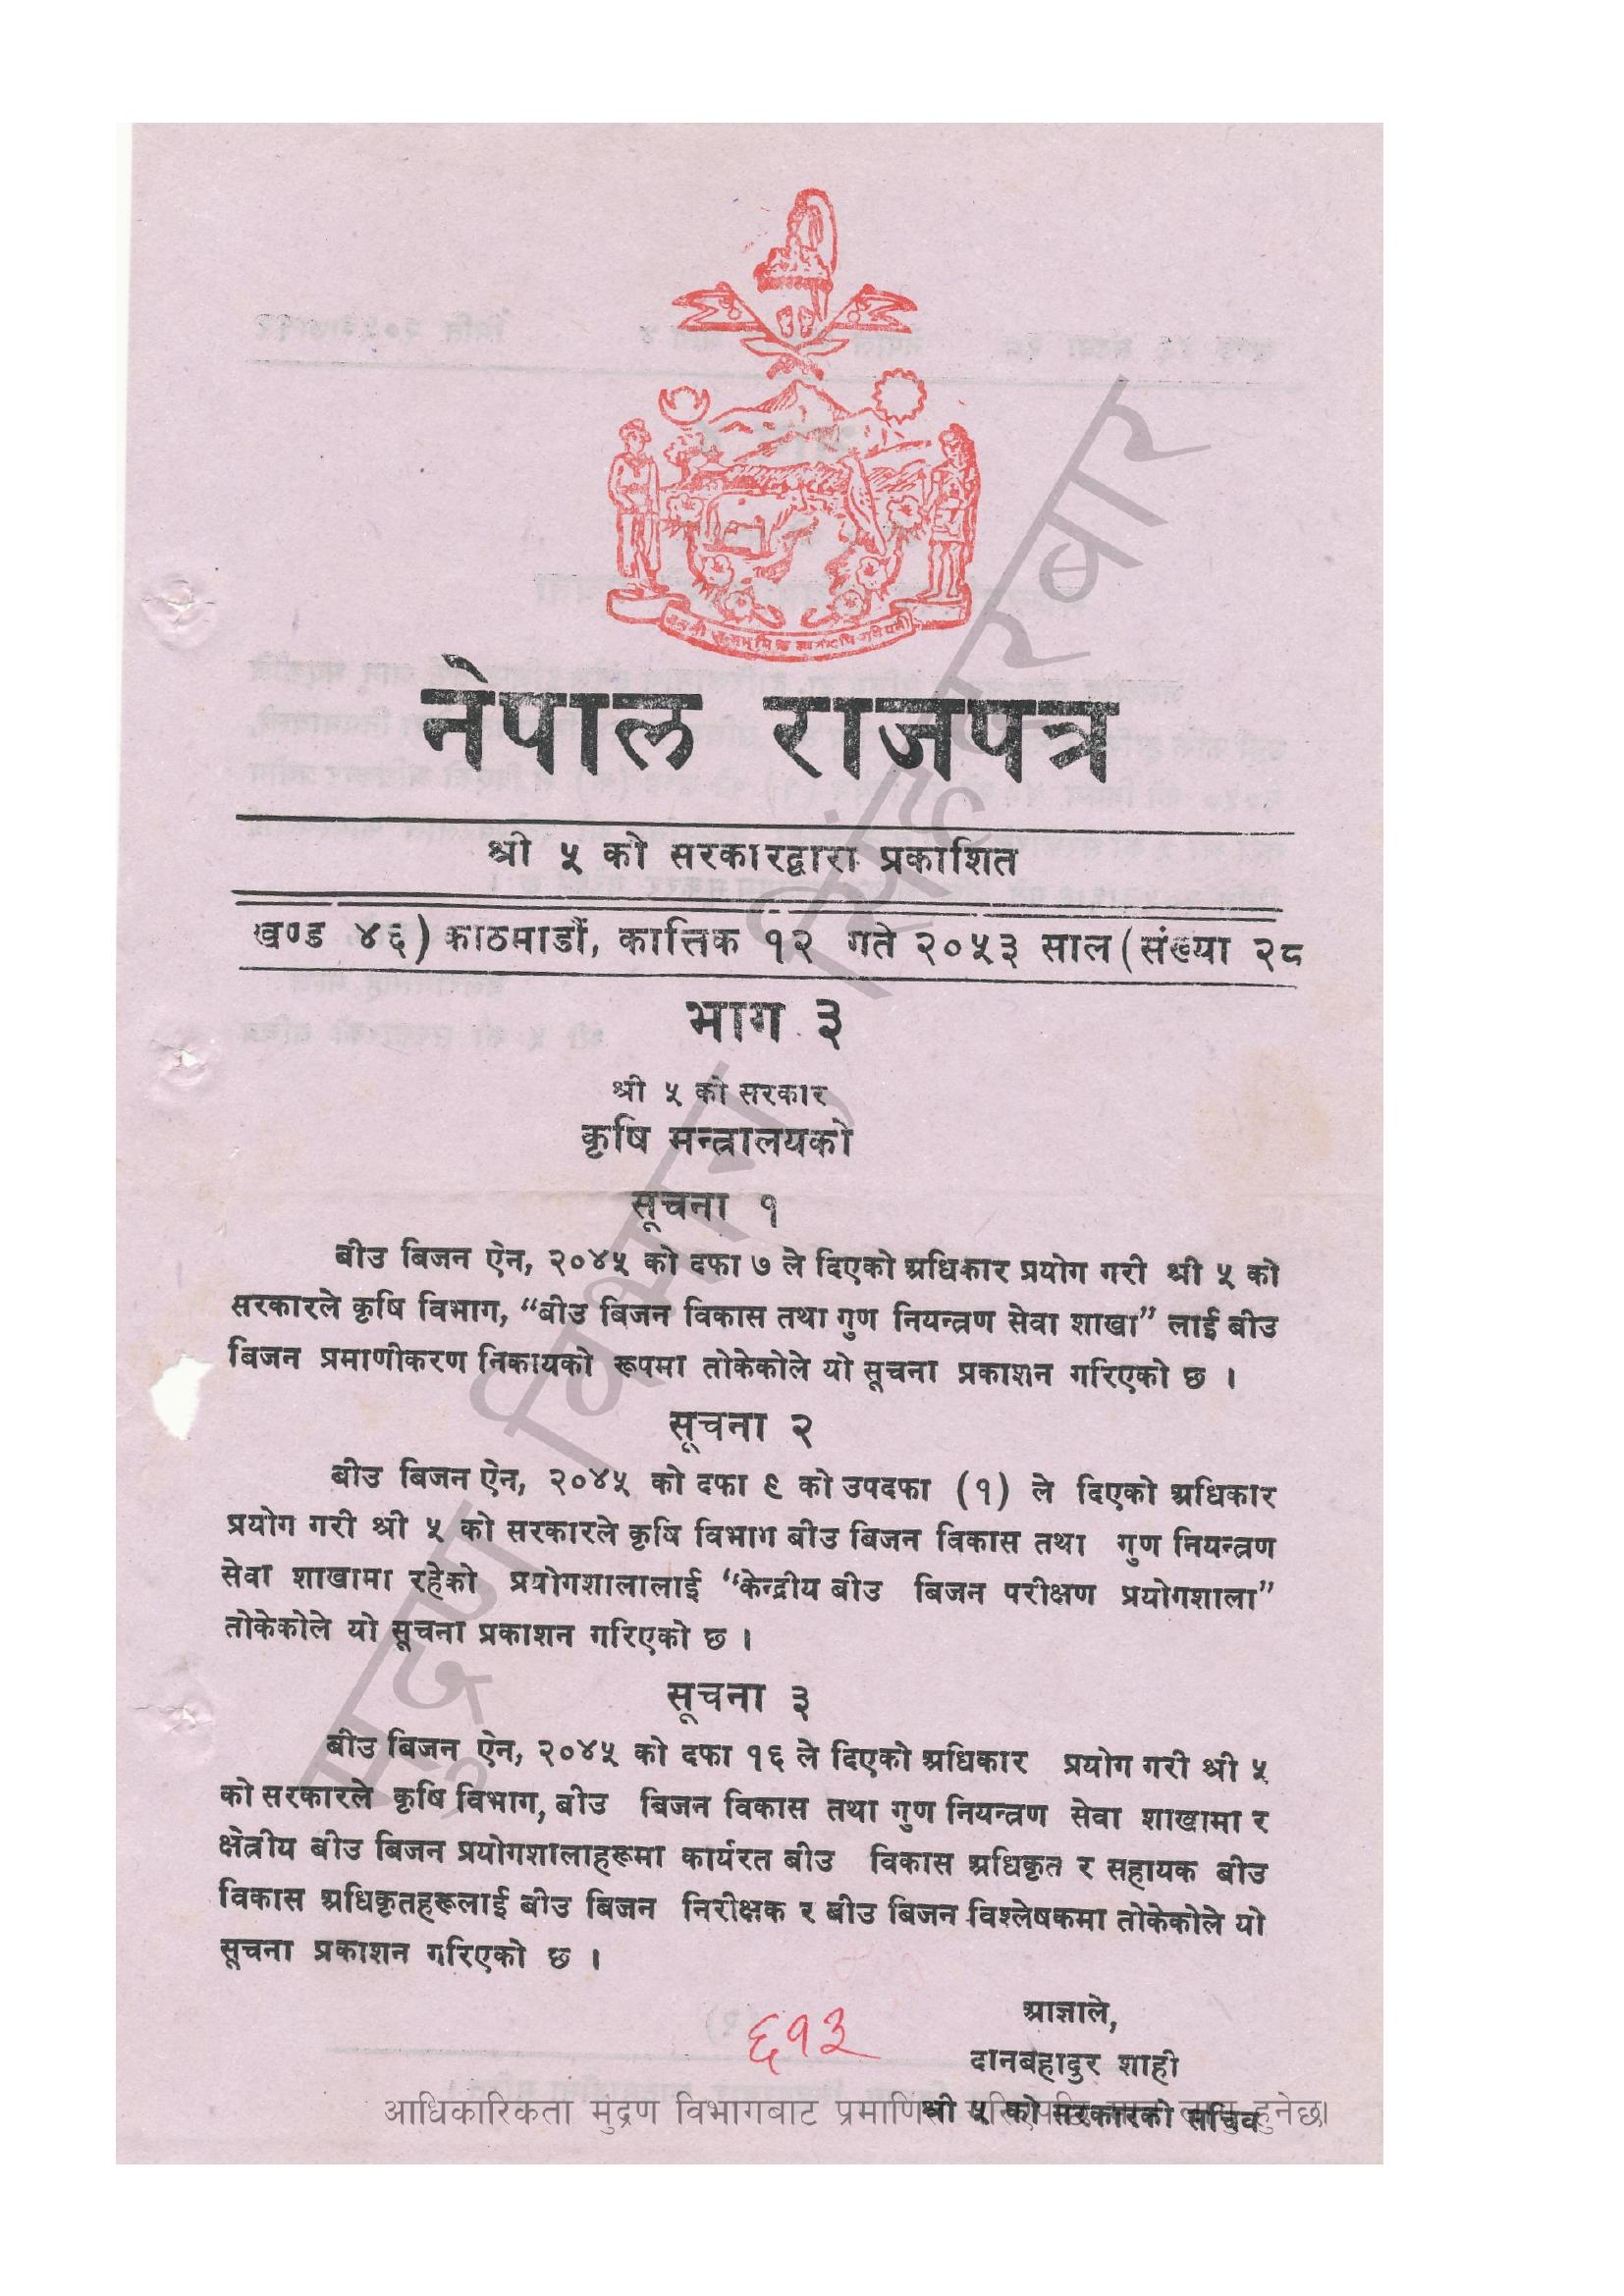 नेपाल राजपत्र
श्री ५ को सरकारद्वारा प्रकाशित
खण्ड ४६) काठमाडौं, कात्तिक १२ गते २०५३ साल (संख्या २८
भाग ३
श्री ५ को सरकार
कृषि मन्त्रालयको
सूचना १
बीउ बिजन ऐन, २०४५ को दफा ७ ले दिएको अधिकार प्रयोग गरी श्री ५ को
सरकारले कृषि विभाग, “बीउ बिजन विकास तथा गुण नियन्त्रण सेवा शाखा” लाई बीउ
बिजन प्रमाणीकरण निकायको रूपमा तोकेकोले यो सूचना प्रकाशन गरिएको छ ।
सूचना २
बीउ बिजन ऐन, २०४५ को दफा ९ को उपदफा (१) ले दिएको अधिकार
प्रयोग गरी श्री ५ को सरकारले कृषि विभाग बीउ बिजन विकास तथा गुण नियन्त्रण
सेवा शाखामा रहेको प्रयोगशालालाई “केन्द्रीय बीउ बिजन परीक्षण प्रयोगशाला”
तोकेकोले यो सूचना प्रकाशन गरिएको छ ।
सूचना ३
बीउ बिजन ऐन, २०४५ को दफा १६ ले दिएको अधिकार प्रयोग गरी श्री ५
को सरकारले कृषि विभाग, बीउ बिजन विकास तथा गुण नियन्त्रण सेवा शाखामा र
क्षेत्रीय बीउ बिजन प्रयोगशालाहरूमा कार्यरत बीउ विकास अधिकृत र सहायक बीउ
विकास अधिकृतहरूलाई बीउ बिजन निरीक्षक र बीउ बिजन विश्लेषकमा तोकेकोले यो
सूचना प्रकाशन गरिएको छ ।
आज्ञाले,
६१३
दानबहादुर शाही
श्री ५ को सरकारको सचिव
आधिकारिकता मुद्रण विभागबाट हुनेछ।
मुद्रण विभाग, सिंहदरबार